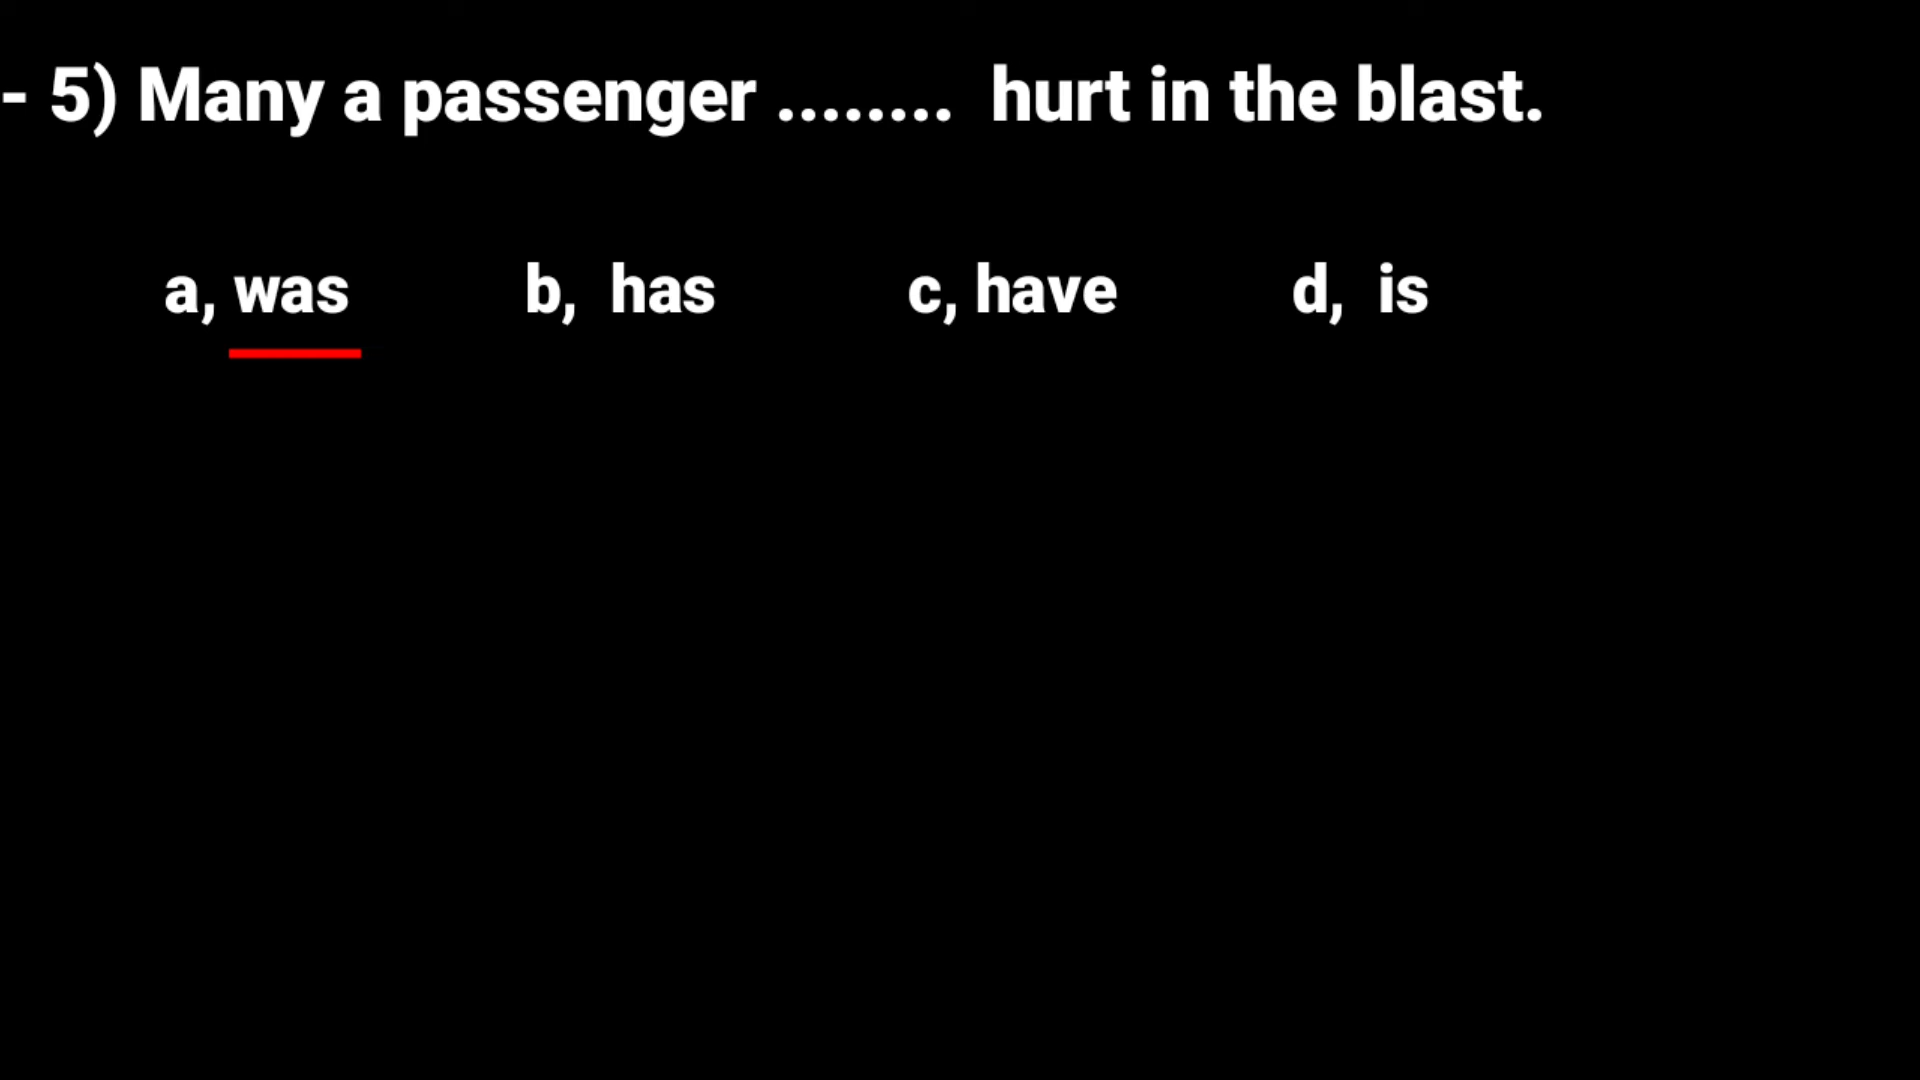 - 5) Many a passenger ........ hurt in the blast.
a, was b, has c, have d, is